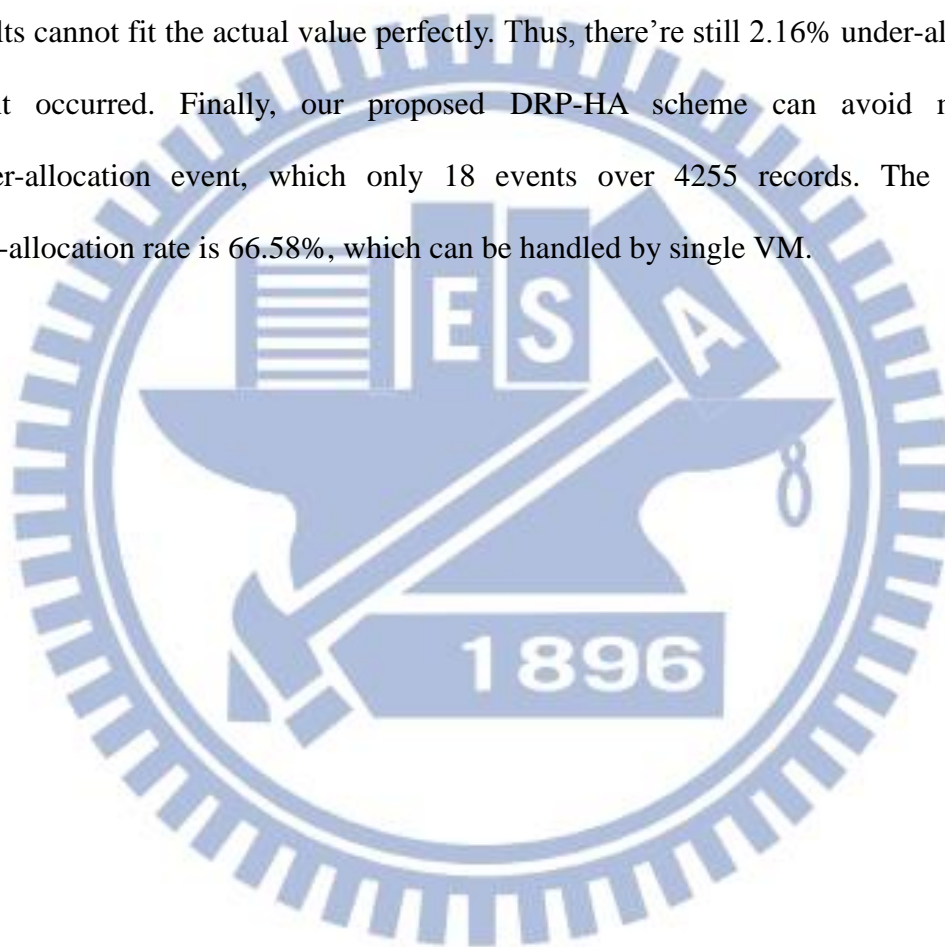 lts cannot fit the actual value perfectly. Thus, there're still 2.16% under-al
t occurred. Finally, our proposed DRP-HA scheme can avoid
er-allocation event, which only 18 events over 4255 records. The
-allocation rate is 66.58%, which can be handled by single VM.
E S A
1896